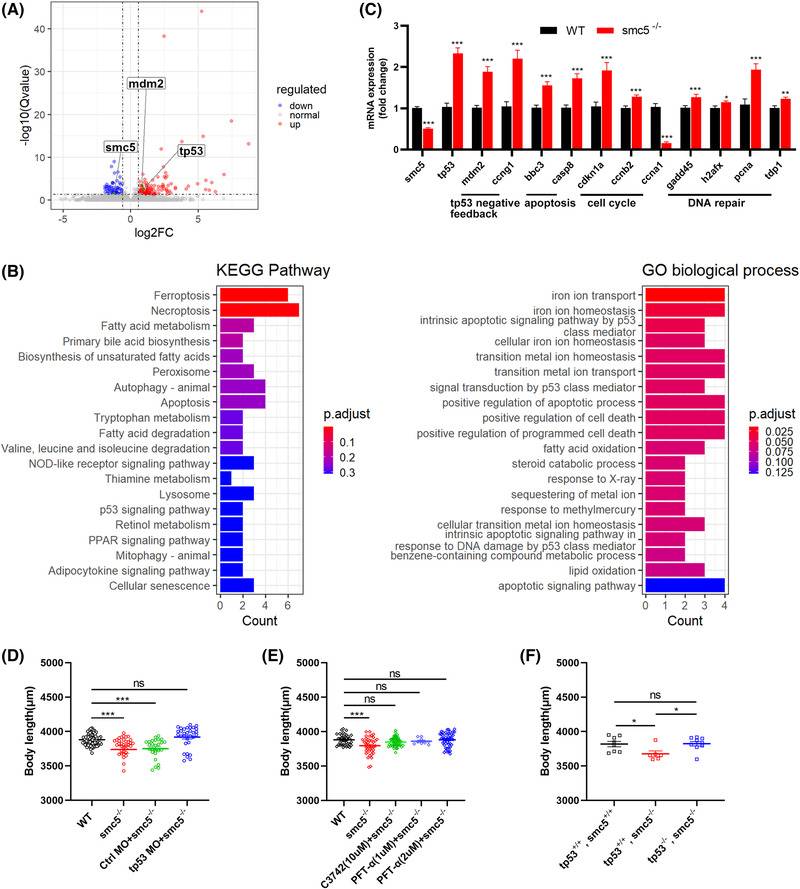 (A)
-log10(Qvalue)
40
30
20
10
0
-5
0
5
log2FC
mdm2
smc5
tp53
regulated
down
normal
up
(C)
mRNA expression
(fold change)
3
2
1
0
WT
smc5 -/-
***
***
***
***
***
***
***
***
***
***
*
***
**
smc5
tp53
mdm2
ccng1
bbc3
casp8
cdkn1a
ccnb2
ccna1
gadd45
h2afx
pcna
tdp1
tp53 negative
feedback
apoptosis
cell cycle
DNA repair
(B)
KEGG Pathway
Ferroptosis
Necroptosis
Fatty acid metabolism
Primary bile acid biosynthesis
Biosynthesis of unsaturated fatty acids
Peroxisome
Autophagy - animal
Apoptosis
Tryptophan metabolism
Fatty acid degradation
Valine, leucine and isoleucine degradation
NOD-like receptor signaling pathway
Thiamine metabolism
Lysosome
p53 signaling pathway
Retinol metabolism
PPAR signaling pathway
Mitophagy - animal
Adipocytokine signaling pathway
Cellular senescence
0 2 4 6
Count
p.adjust
0.1
0.2
0.3
GO biological process
iron ion transport
iron ion homeostasis
intrinsic apoptotic signaling pathway by p53
class mediator
cellular iron ion homeostasis
transition metal ion homeostasis
transition metal ion transport
signal transduction by p53 class mediator
positive regulation of apoptotic process
positive regulation of cell death
positive regulation of programmed cell death
fatty acid oxidation
steroid catabolic process
response to X-ray
sequestering of metal ion
response to methylmercury
cellular transition metal ion homeostasis
intrinsic apoptotic signaling pathway in
response to DNA damage by p53 class mediator
benzene-containing compound metabolic process
lipid oxidation
apoptotic signaling pathway
0 1 2 3 4
Count
p.adjust
0.025
0.050
0.075
0.100
0.125
(D)
Body length(μm)
5000
4500
4000
3500
3000
ns
***
***
WT
smc5-/-
Ctrl MO+smc5-/-
tp53 MO+smc5-/-
(E)
Body length(μm)
5000
4500
4000
3500
3000
ns
ns
ns
***
WT
smc5-/-
C3742(10uM)+smc5-/-
PFT-α(1uM)+smc5-/-
PFT-α(2uM)+smc5-/-
(F)
Body length(μm)
5000
4500
4000
3500
3000
ns
*
*
tp53+/+, smc5+/+
tp53+/+, smc5-/-
tp53-/-, smc5-/-